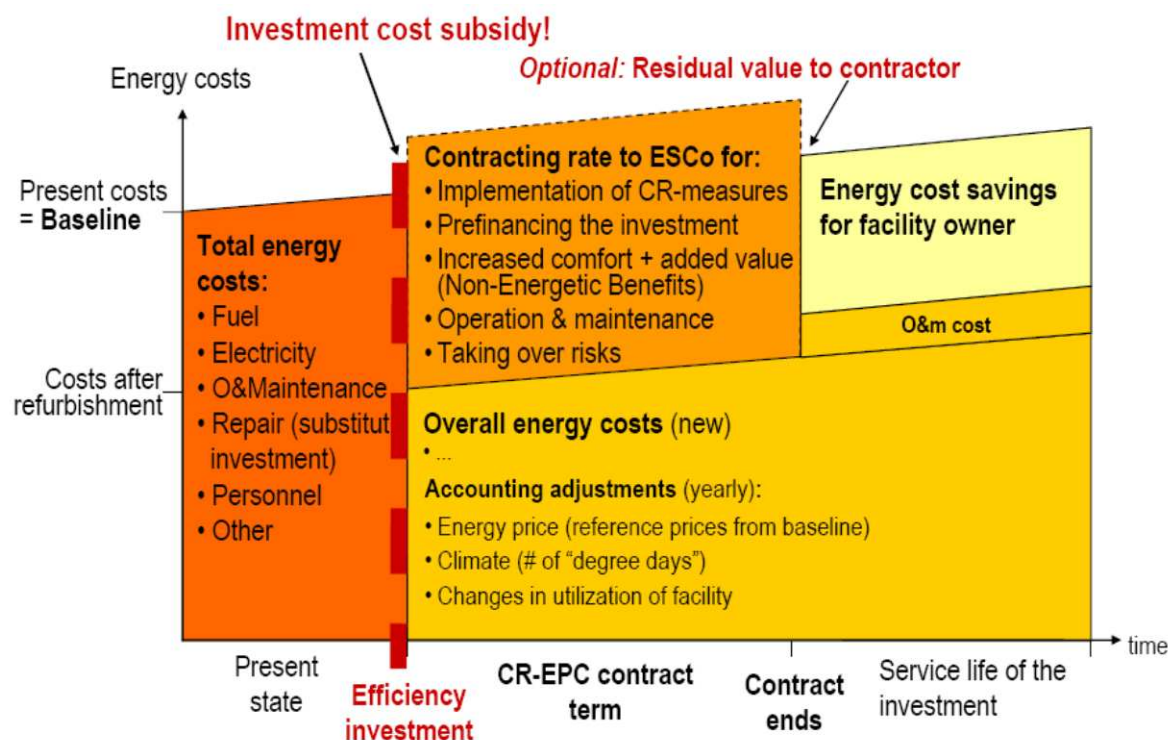 Investment cost subsidy!
Optional: Residual value to contractor
Energy costs
Present costs
= Baseline
Costs after
refurbishment
Total energy
costs:
• Fuel
• Electricity
• O&Maintenance
• Repair (substitut
investment)
• Personnel
• Other
Contracting rate to ESCo for:
• Implementation of CR-measures
• Prefinancing the investment
• Increased comfort + added value
(Non-Energetic Benefits)
• Operation & maintenance
• Taking over risks
Energy cost savings
for facility owner
O&m cost
Overall energy costs (new)
• ...
Accounting adjustments (yearly):
• Energy price (reference prices from baseline)
• Climate (# of “degree days”)
• Changes in utilization of facility
time
Present
state
Efficiency
investment
CR-EPC contract
term
Contract
ends
Service life of the
investment